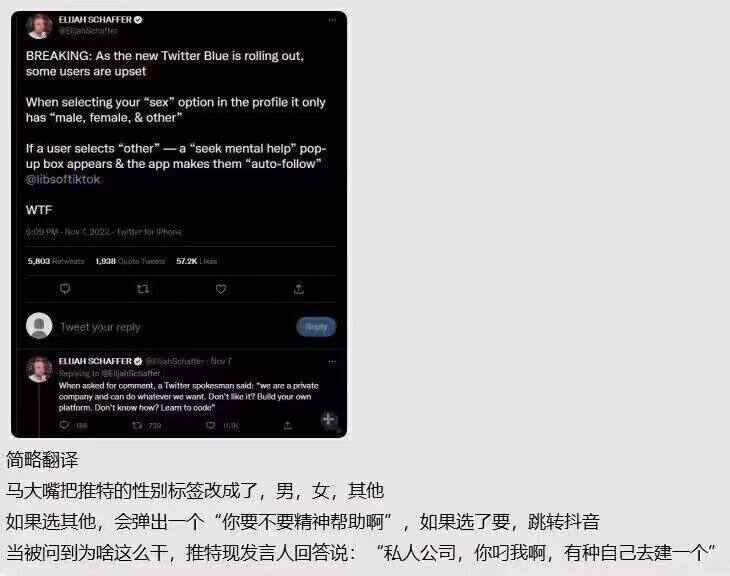 ELIJAH SCHAFFER
@ElijahSchaffer
BREAKING: As the new Twitter Blue is rolling out,
some users are upset
When selecting your “sex” option in the profile it only
has “male, female, & other”
If a user selects “other” — a “seek mental help” pop-
up box appears & the app makes them “auto-follow”
@libsoftiktok
WTF
6:09 PM · Nov 7, 2022 · Twitter for iPhone
5,803 Retweets 1,938 Quote Tweets 57.2K Likes
Tweet your reply
Reply
ELIJAH SCHAFFER @ElijahSchaffer · Nov 7
Replying to @ElijahSchaffer
When asked for comment, a Twitter spokesman said: “we are a private
company and can do whatever we want. Don't like it? Build your own
platform. Don't know how? Learn to code”
186 739 11.1K
简略翻译
马大嘴把推特的性别标签改成了，男，女，其他
如果选其他，会弹出一个“你要不要精神帮助啊”，如果选了要，跳转抖音
当被问到为啥这么干，推特现发言人回答说：“私人公司，你叼我啊，有种自己去建一个”